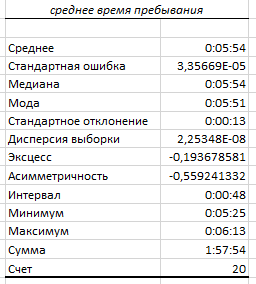 среднее время пребывания
Среднее 0:05:54
Стандартная ошибка 3,35669E-05
Медиана 0:05:54
Мода 0:05:51
Стандартное отклонение 0:00:13
Дисперсия выборки 2,25348E-08
Эксцесс -0,193678581
Асимметричность -0,559241332
Интервал 0:00:48
Минимум 0:05:25
Максимум 0:06:13
Сумма 1:57:54
Счет 20